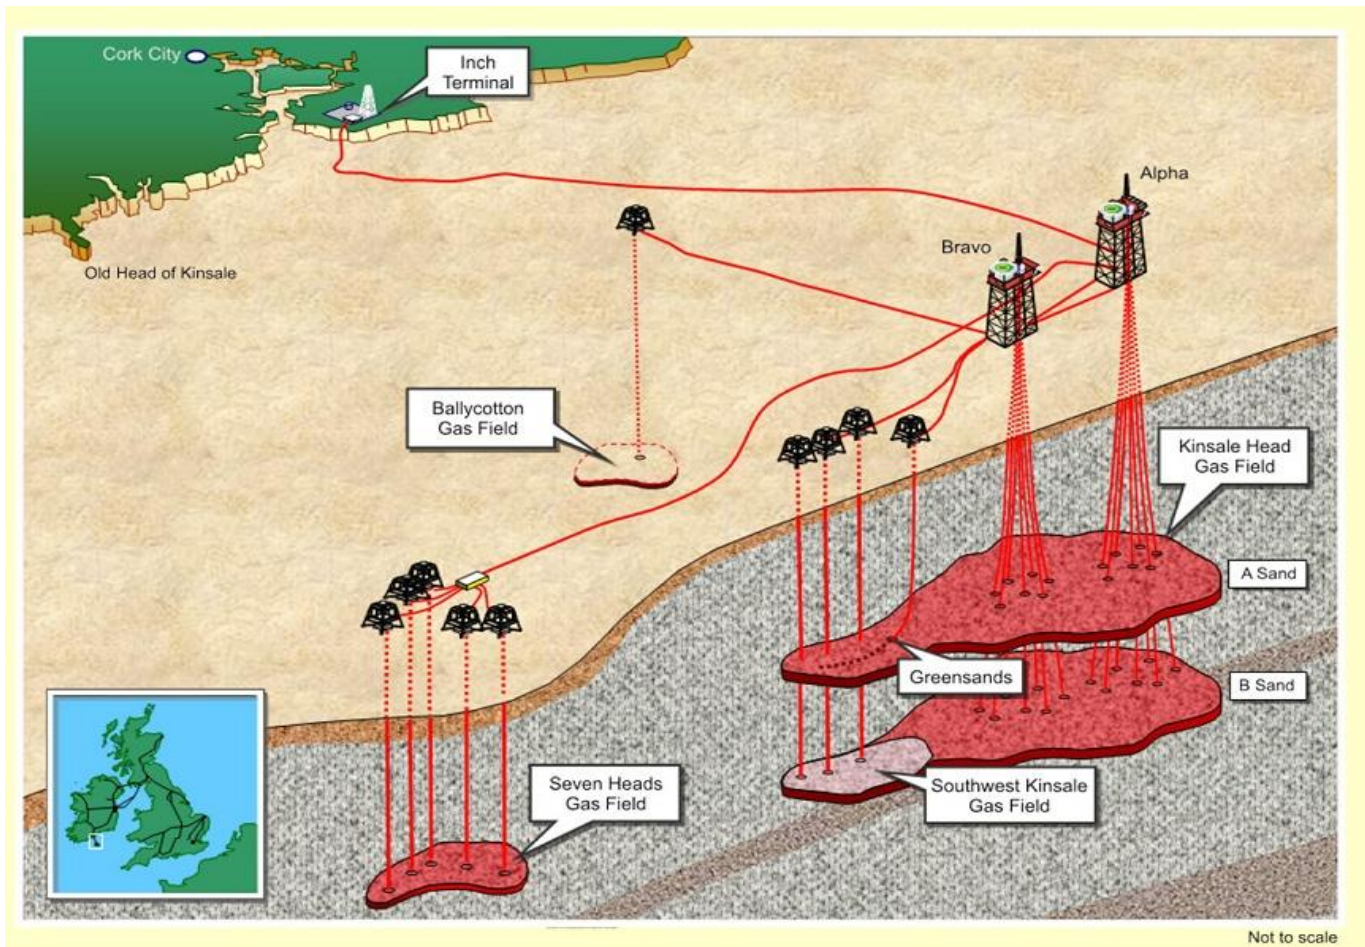 Cork City
Inch
Terminal
Alpha
Bravo
Old Head of Kinsale
Ballycotton
Gas Field
Kinsale Head
Gas Field
A Sand
Greensands
B Sand
Seven Heads
Gas Field
Southwest Kinsale
Gas Field
Not to scale